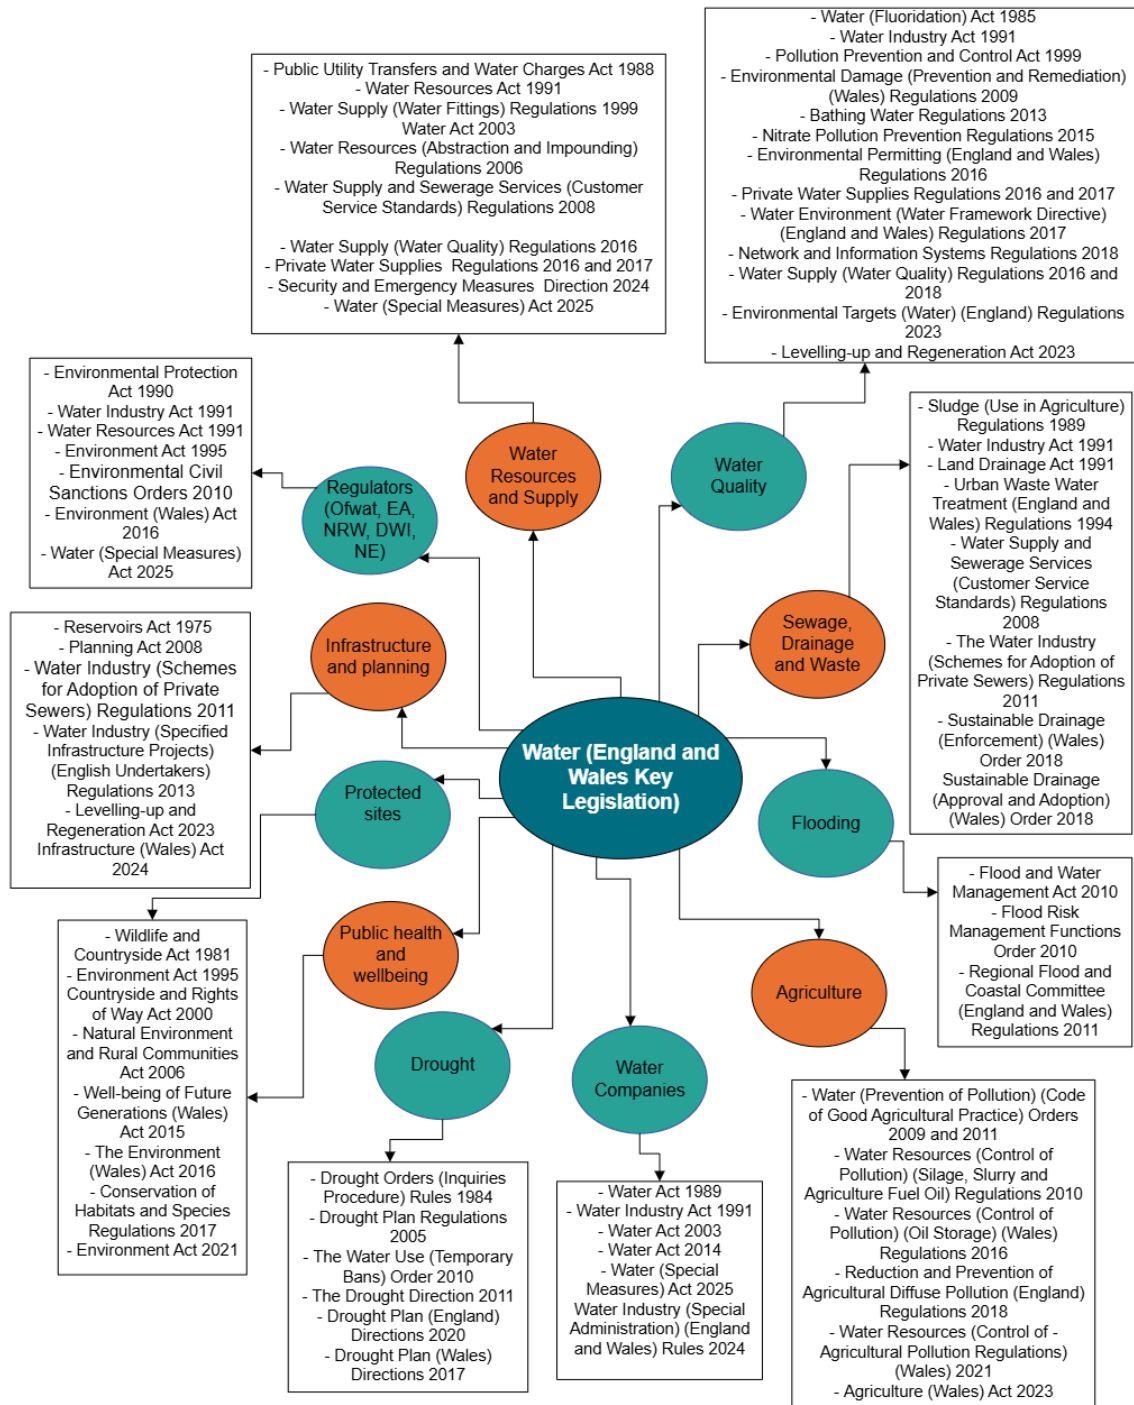 - Public Utility Transfers and Water Charges Act 1988
- Water Resources Act 1991
- Water Supply (Water Fittings) Regulations 1999
Water Act 2003
- Water Resources (Abstraction and Impounding)
Regulations 2006
- Water Supply and Sewerage Services (Customer
Service Standards) Regulations 2008
- Water Supply (Water Quality) Regulations 2016
- Private Water Supplies  Regulations 2016 and 2017
- Security and Emergency Measures  Direction 2024
- Water (Special Measures) Act 2025
- Water (Fluoridation) Act 1985
- Water Industry Act 1991
- Pollution Prevention and Control Act 1999
- Environmental Damage (Prevention and Remediation)
(Wales) Regulations 2009
- Bathing Water Regulations 2013
- Nitrate Pollution Prevention Regulations 2015
- Environmental Permitting (England and Wales)
Regulations 2016
- Private Water Supplies Regulations 2016 and 2017
- Water Environment (Water Framework Directive)
(England and Wales) Regulations 2017
- Network and Information Systems Regulations 2018
- Water Supply (Water Quality) Regulations 2016 and
2018
- Environmental Targets (Water) (England) Regulations
2023
- Levelling-up and Regeneration Act 2023
- Environmental Protection
Act 1990
- Water Industry Act 1991
- Water Resources Act 1991
- Environment Act 1995
- Environmental Civil
Sanctions Orders 2010
- Environment (Wales) Act
2016
- Water (Special Measures)
Act 2025
Regulators
(Ofwat, EA,
NRW, DWI,
NE)
Water
Resources
and Supply
Water
Quality
- Sludge (Use in Agriculture)
Regulations 1989
- Water Industry Act 1991
- Land Drainage Act 1991
- Urban Waste Water
Treatment (England and
Wales) Regulations 1994
- Water Supply and
Sewerage Services
(Customer Service
Standards) Regulations
2008
- The Water Industry
(Schemes for Adoption of
Private Sewers) Regulations
2011
- Sustainable Drainage
(Enforcement) (Wales)
Order 2018
Sustainable Drainage
(Approval and Adoption)
(Wales) Order 2018
- Reservoirs Act 1975
- Planning Act 2008
- Water Industry (Schemes
for Adoption of Private
Sewers) Regulations 2011
- Water Industry (Specified
Infrastructure Projects)
(English Undertakers)
Regulations 2013
- Levelling-up and
Regeneration Act 2023
Infrastructure (Wales) Act
2024
Infrastructure
and planning
Sewage,
Drainage
and Waste
Water (England and
Wales Key
Legislation)
Protected
sites
Flooding
- Flood and Water
Management Act 2010
- Flood Risk
Management Functions
Order 2010
- Regional Flood and
Coastal Committee
(England and Wales)
Regulations 2011
- Wildlife and
Countryside Act 1981
- Environment Act 1995
Countryside and Rights
of Way Act 2000
- Natural Environment
and Rural Communities
Act 2006
- Well-being of Future
Generations (Wales)
Act 2015
- The Environment
(Wales) Act 2016
- Conservation of
Habitats and Species
Regulations 2017
- Environment Act 2021
Public health
and
wellbeing
Agriculture
Drought
Water
Companies
- Drought Orders (Inquiries
Procedure) Rules 1984
- Drought Plan Regulations
2005
- The Water Use (Temporary
Bans) Order 2010
- The Drought Direction 2011
- Drought Plan (England)
Directions 2020
- Drought Plan (Wales)
Directions 2017
- Water Act 1989
- Water Industry Act 1991
- Water Act 2003
- Water Act 2014
- Water (Special
Measures) Act 2025
Water Industry (Special
Administration) (England
and Wales) Rules 2024
- Water (Prevention of Pollution) (Code
of Good Agricultural Practice) Orders
2009 and 2011
- Water Resources (Control of
Pollution) (Silage, Slurry and
Agriculture Fuel Oil) Regulations 2010
- Water Resources (Control of
Pollution) (Oil Storage) (Wales)
Regulations 2016
- Reduction and Prevention of
Agricultural Diffuse Pollution (England)
Regulations 2018
- Water Resources (Control of -
Agricultural Pollution Regulations)
(Wales) 2021
- Agriculture (Wales) Act 2023